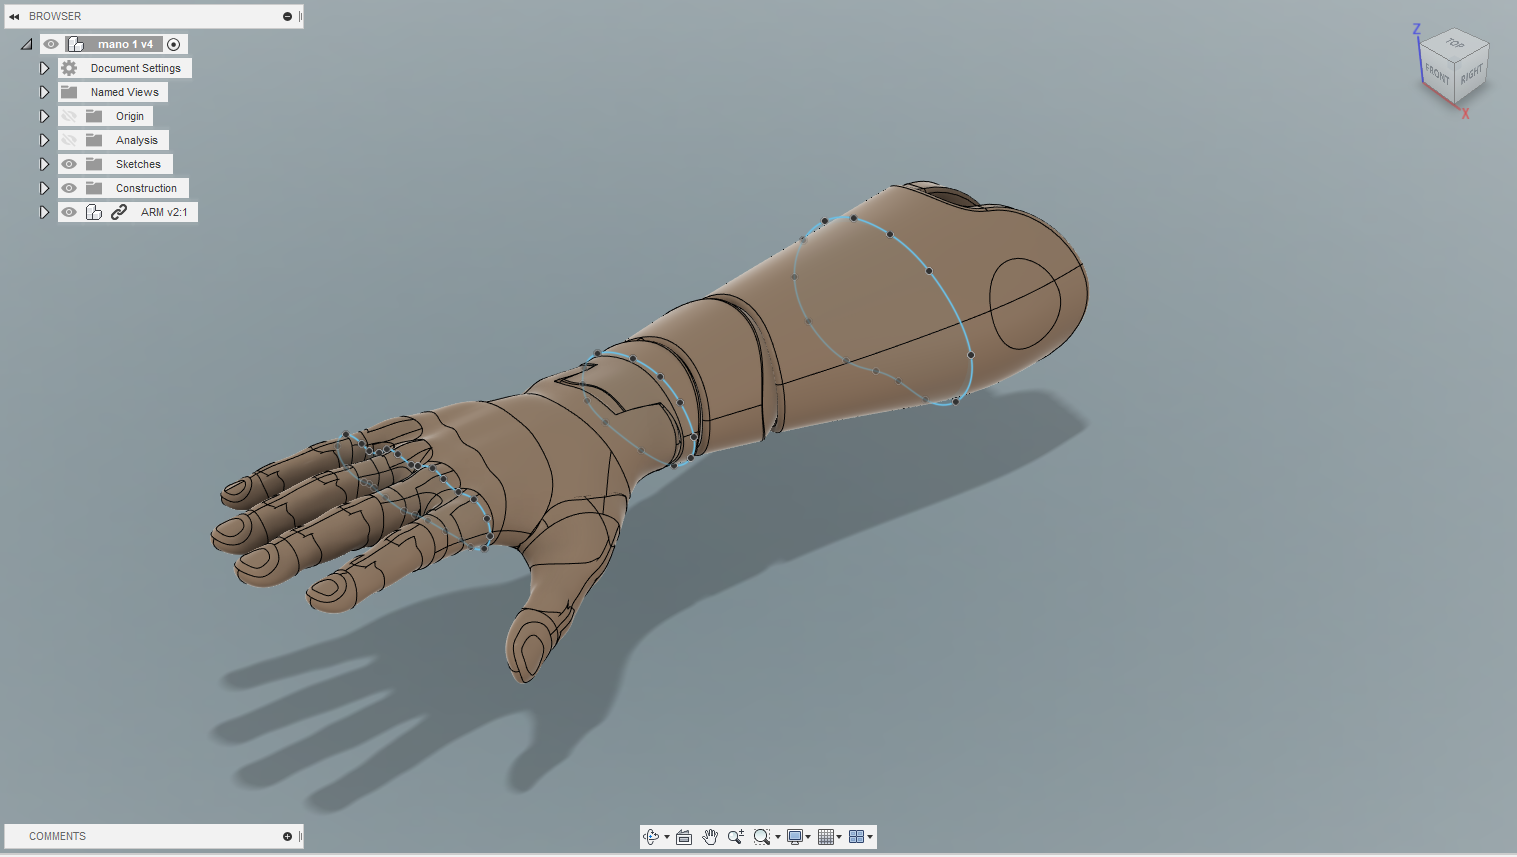 BROWSER
mano 1 v4
Document Settings
Named Views
Origin
Analysis
Sketches
Construction
ARM v2:1
Z
TOP
FRONT
RIGHT
X
COMMENTS